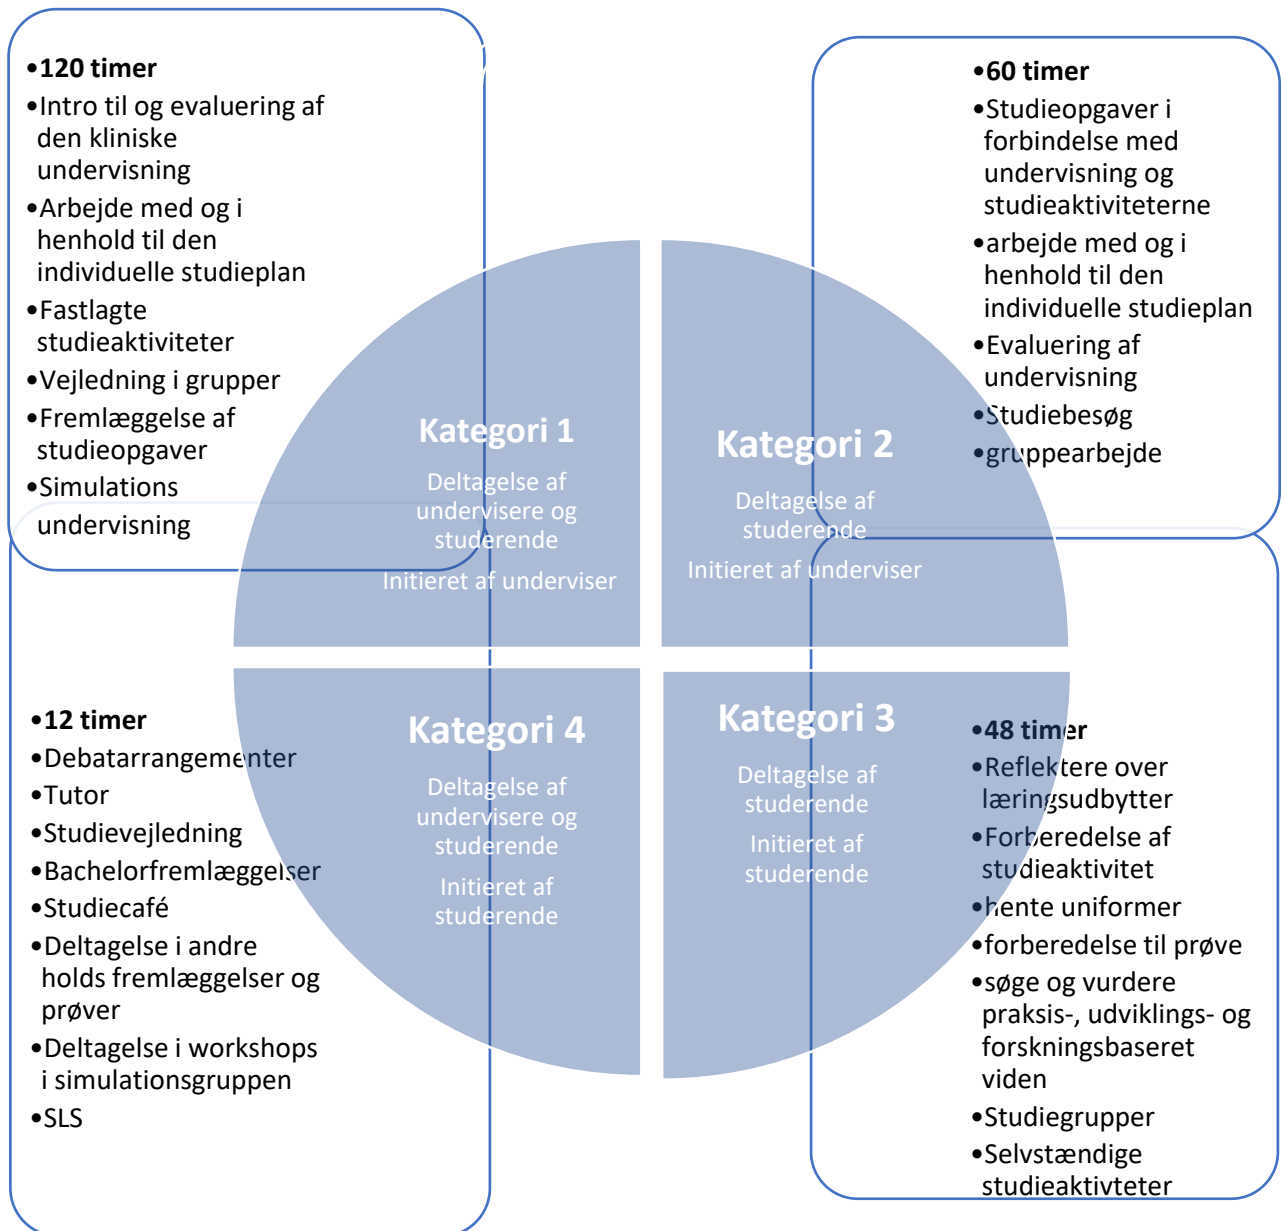 •120 timer
•Intro til og evaluering af
den kliniske
undervisning
•Arbejde med og i
henhold til den
individuelle studieplan
•Fastlagte
studieaktiviteter
•Vejledning i grupper
•Fremlæggelse af
studieopgaver
•Simulations
undervisning
•60 timer
•Studieopgaver i
forbindelse med
undervisning og
studieaktiviteterne
•arbejde med og i
henhold til den
individuelle studieplan
•Evaluering af
undervisning
•Studiebesøg
•gruppearbejde
Kategori 1
Deltagelse af
undervisere og
studerende
Initieret af underviser
Kategori 2
Deltagelse af
studerende
Initieret af underviser
Kategori 4
Deltagelse af
undervisere og
studerende
Initieret af
studerende
Kategori 3
Deltagelse af
studerende
Initieret af
studerende
•12 timer
•Debatarrangementer
•Tutor
•Studievejledning
•Bachelorfremlæggelser
•Studiecafé
•Deltagelse i andre
holds fremlæggelser og
prøver
•Deltagelse i workshops
i simulationsgruppen
•SLS
•48 timer
•Reflektere over
læringsudbytter
•Forberedelse af
studieaktivitet
•hente uniformer
•forberedelse til prøve
•søge og vurdere
praksis-, udviklings- og
forskningsbaseret
viden
•Studiegrupper
•Selvstændige
studieaktivteter